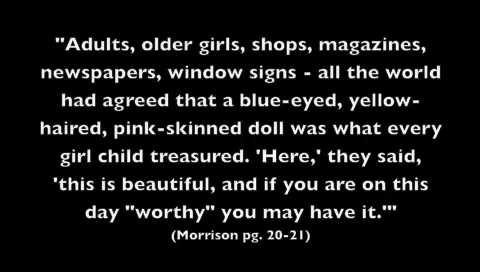 "Adults, older girls, shops, magazines,
newspapers, window signs - all the world
had agreed that a blue-eyed, yellow-
haired, pink-skinned doll was what every
girl child treasured. 'Here,' they said,
'this is beautiful, and if you are on this
day "worthy" you may have it.'"
(Morrison pg. 20-21)